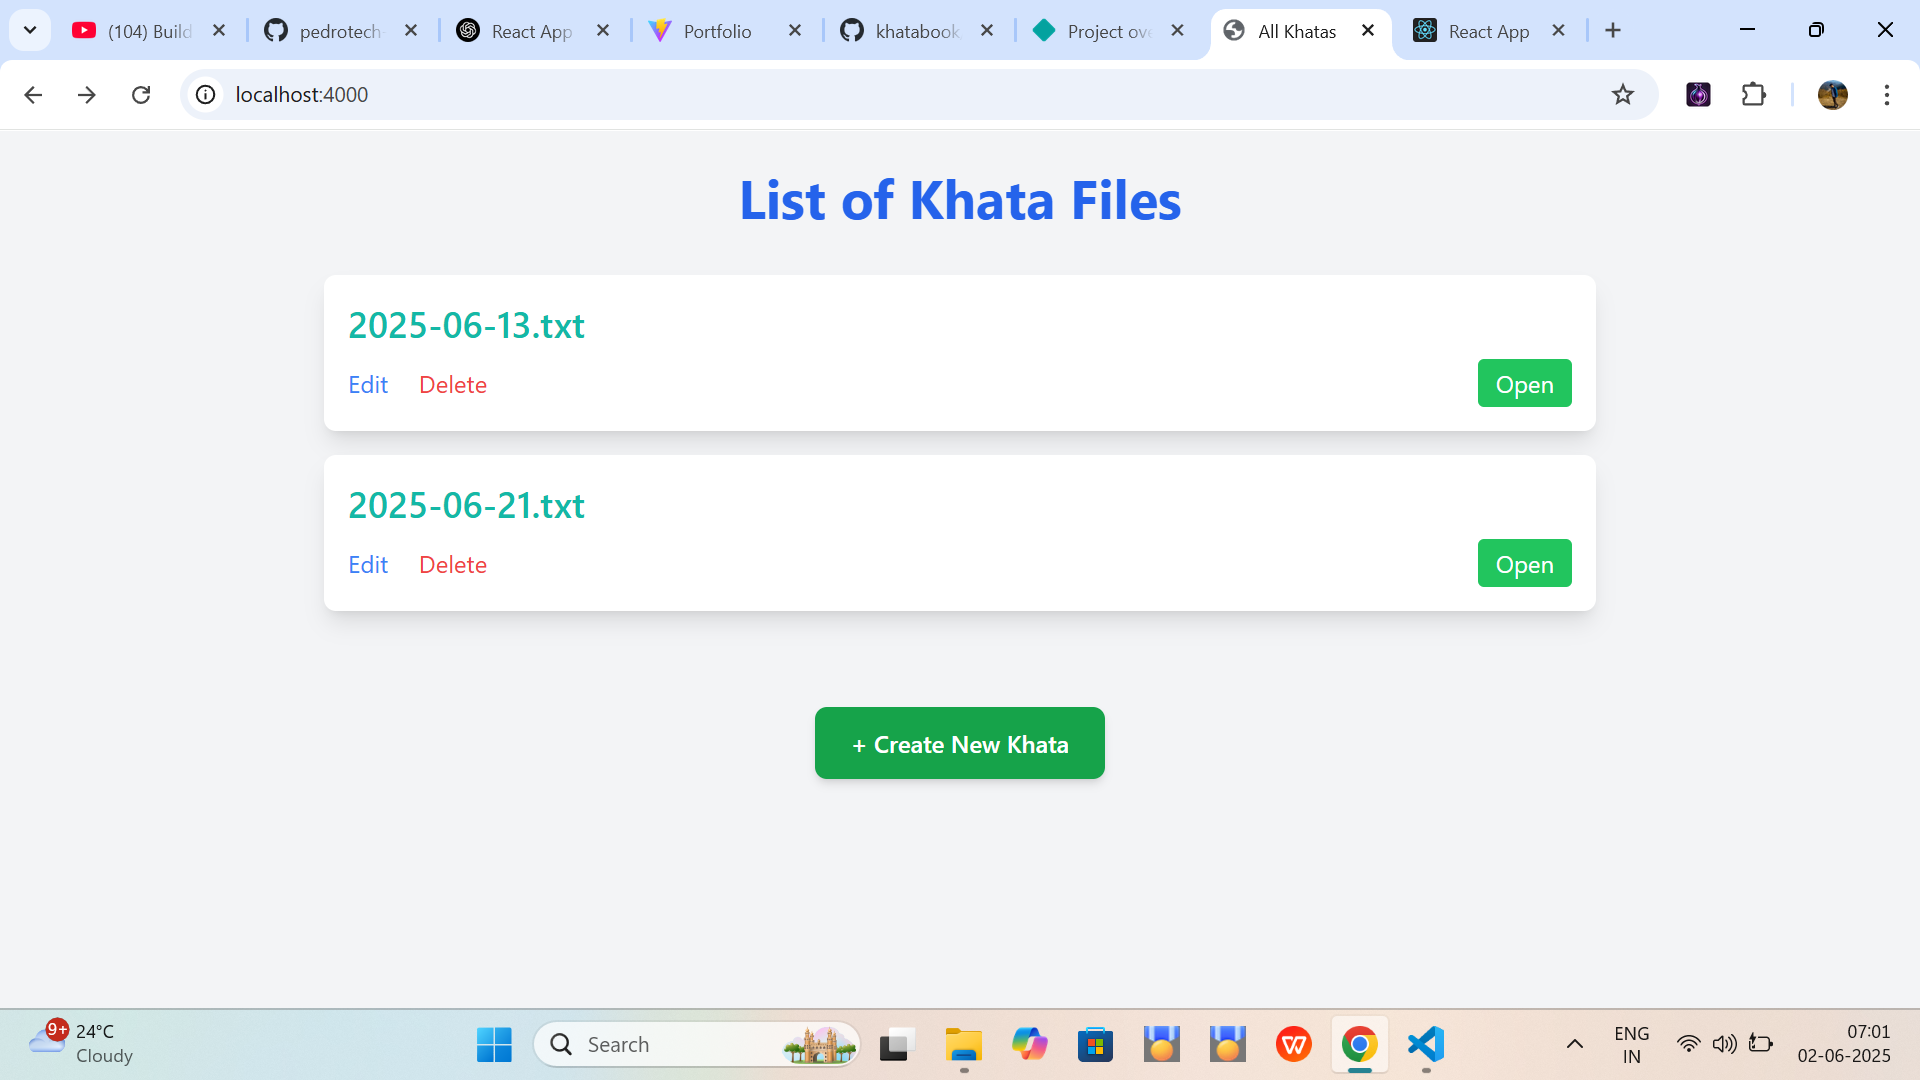 (104) Build
pedrotech-
React App
Portfolio
khatabook
Project ove
All Khatas
React App
localhost:4000
List of Khata Files
2025-06-13.txt
Edit Delete Open
2025-06-21.txt
Edit Delete Open
+ Create New Khata
9+ 24°C
Cloudy
Search
ENG
IN
07:01
02-06-2025